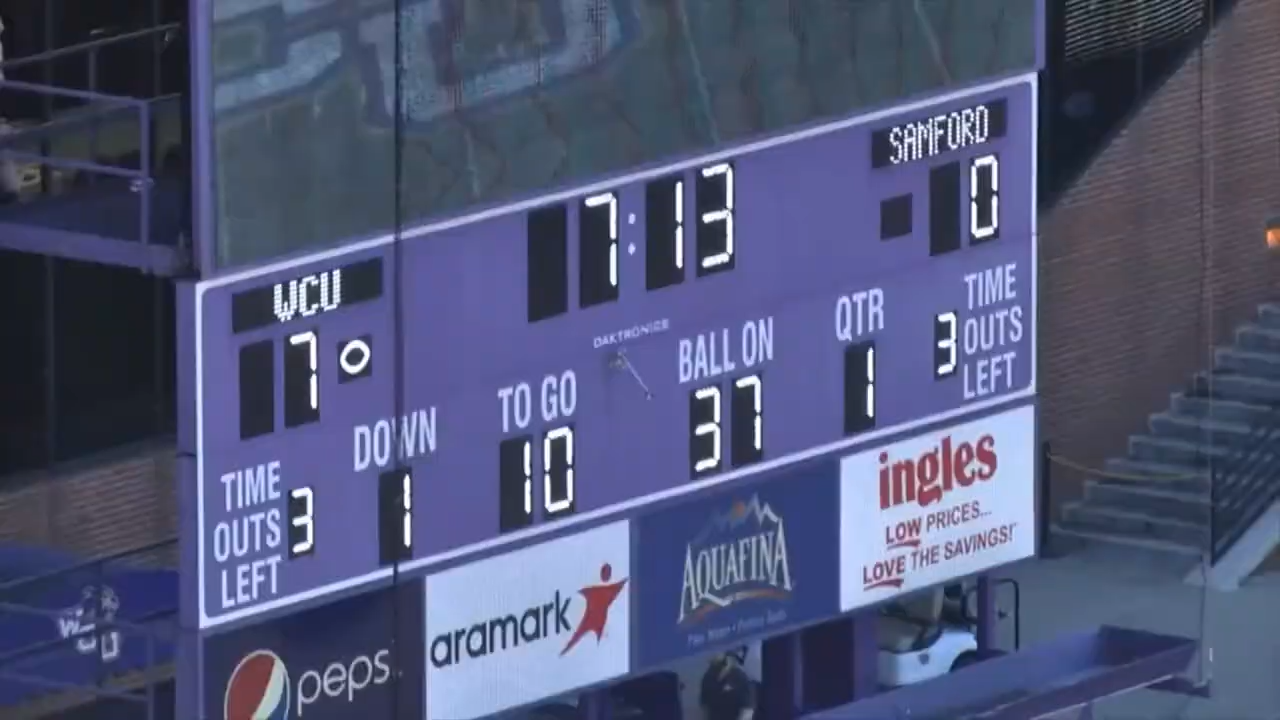 SAMFORD
0
7:13
WCU
7
DAKTRONICS
QTR
1
3
TIME
OUTS
LEFT
BALL ON
37
TO GO
10
DOWN
1
TIME
OUTS
LEFT
3
ingles
LOW PRICES...
LOVE THE SAVINGS!
AQUAFINA
aramark
peps